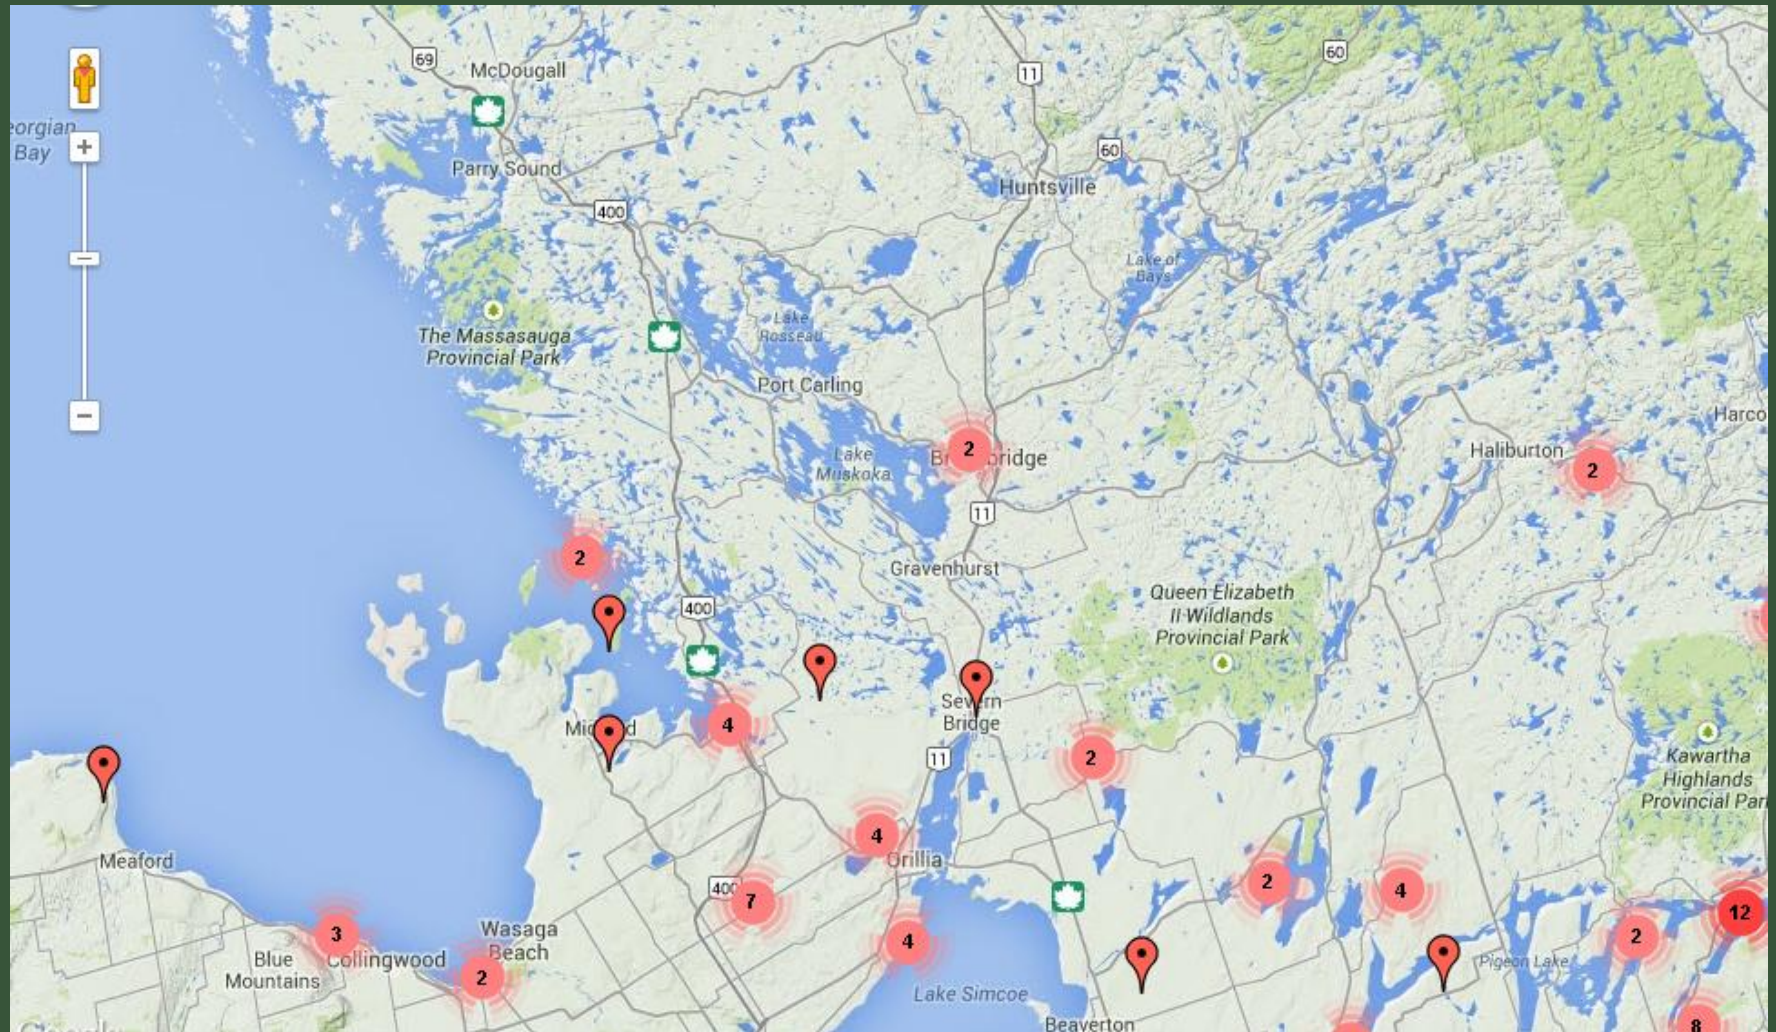 69
McDougall
11
60
eorgian
Bay
Parry Sound
60
Huntsville
400
Lake of
Bays
The Massasauga
Provincial Park
Lake
Rosseau
Port Carling
Harco
2
Haliburton
2
Lake
Muskoka
11
2
Gravenhurst
Queen Elizabeth
II Wildlands
Provincial Park
400
Severn
Bridge
4
11
2
Kawartha
Highlands
Provincial Par
4
Orillia
Meaford
400
7
2
4
12
3
Wasaga
Beach
4
2
Blue
Mountains
Collingwood
2
Pigeon Lake
Lake Simcoe
Beaverton
8